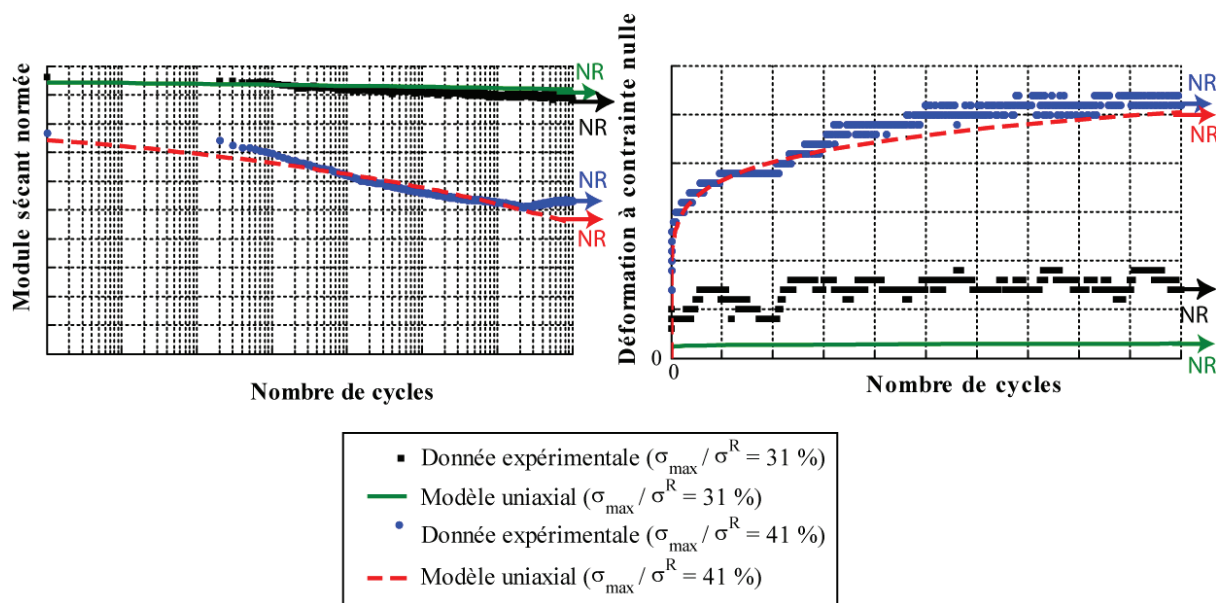 Module sécant normée
NR
NR
NR
NR
Nombre de cycles
Déformation à contrainte nulle
NR
NR
NR
NR
0
0
Nombre de cycles
Donnée expérimentale (σmax / σR = 31 %)
Modèle uniaxial (σmax / σR = 31 %)
Donnée expérimentale (σmax / σR = 41 %)
Modèle uniaxial (σmax / σR = 41 %)